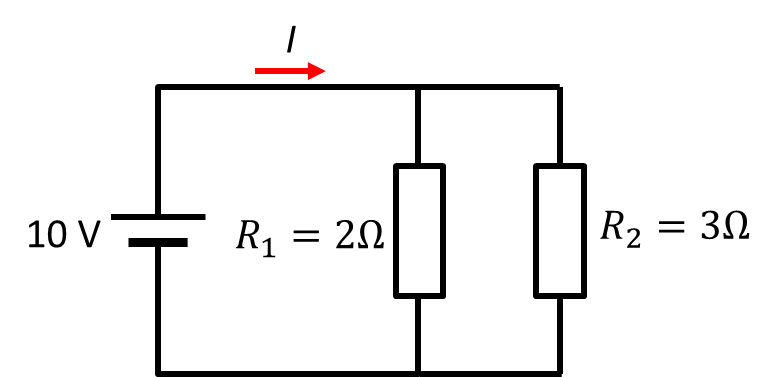 I
10 V
R₁ = 2Ω
R₂ = 3Ω